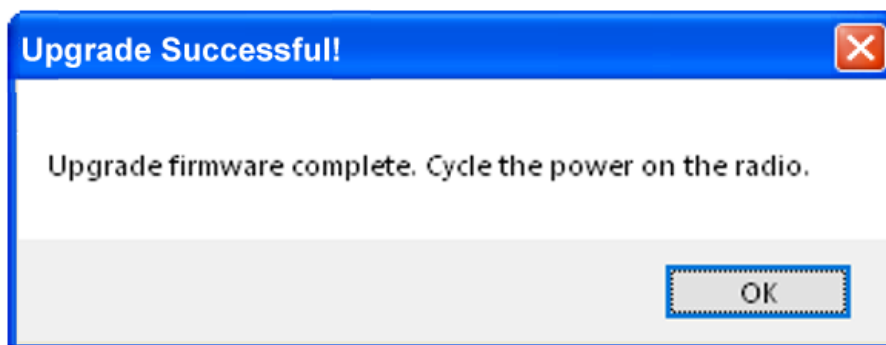 Upgrade Successful!
Upgrade firmware complete. Cycle the power on the radio.
OK